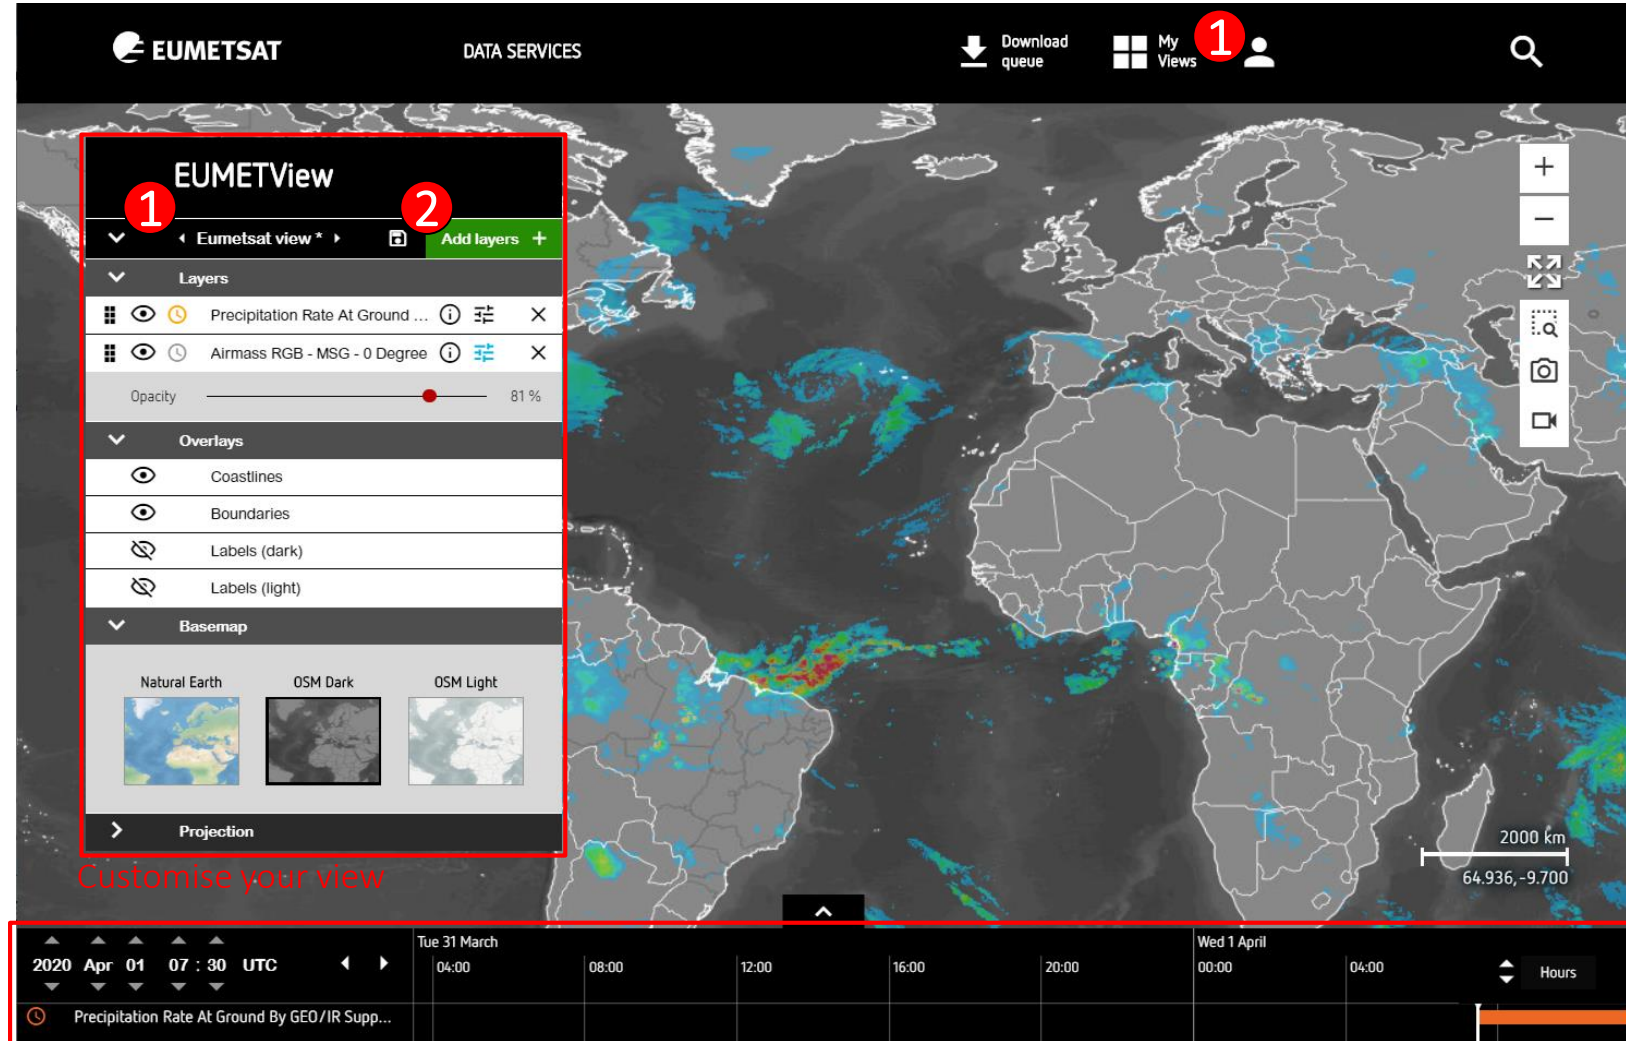 EUMETSAT
DATA SERVICES
Download
queue
My
Views
1
EUMETView
1
2
Eumetsat view *
Add layers +
Layers
Precipitation Rate At Ground ...
Airmass RGB - MSG - 0 Degree
Opacity
81 %
Overlays
Coastlines
Boundaries
Labels (dark)
Labels (light)
Basemap
Natural Earth
OSM Dark
OSM Light
Projection
Customise your view
2000 km
64.936,-9.700
2020 Apr 01 07 : 30 UTC
Tue 31 March
04:00
08:00
12:00
16:00
20:00
Wed 1 April
00:00
04:00
Hours
Precipitation Rate At Ground By GEO/IR Supp...